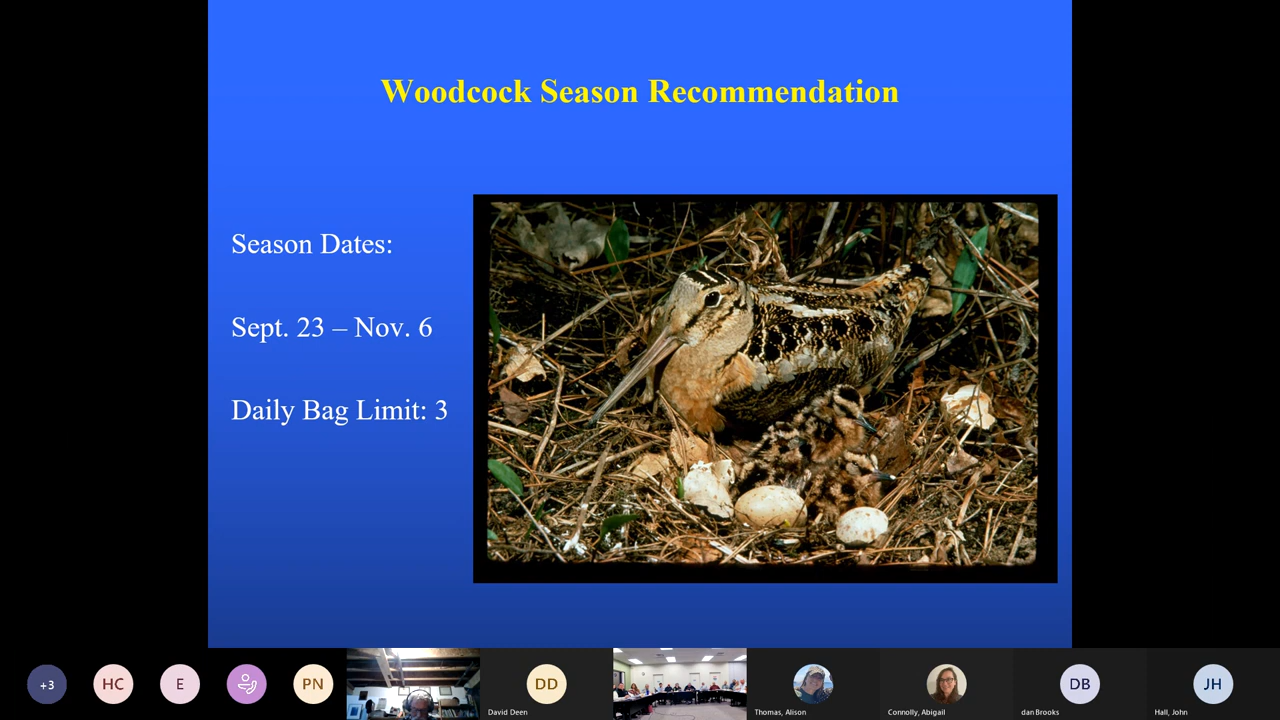 Woodcock Season Recommendation
Season Dates:
Sept. 23 – Nov. 6
Daily Bag Limit: 3
+3
HC
E
PN
DD
David Deen
Thomas, Alison
Connolly, Abigail
DB
dan Brooks
JH
Hall, John